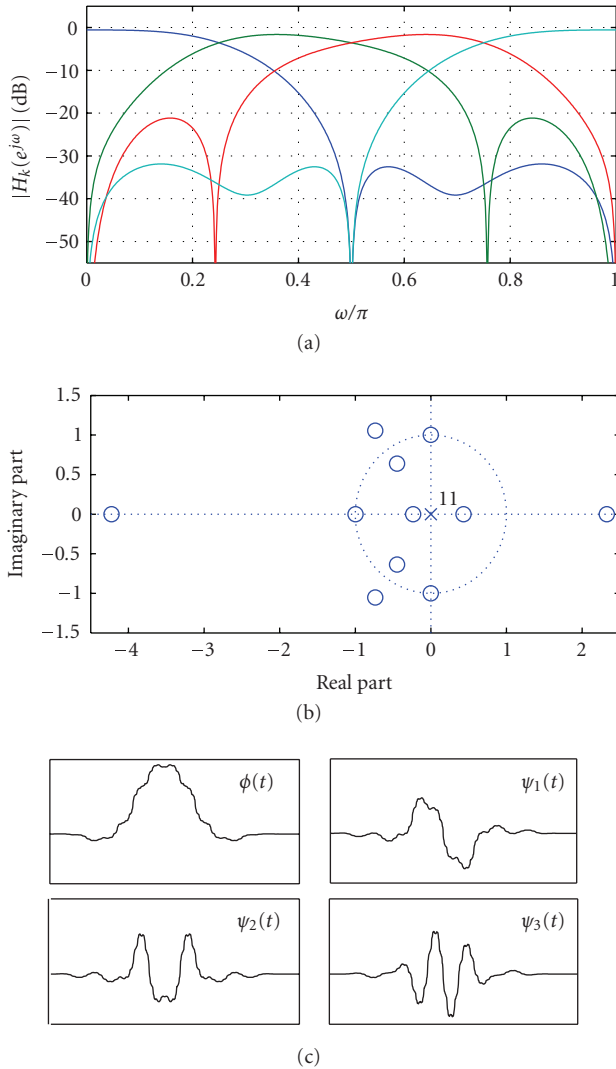 0
−10
−20
−30
−40
−50
|H_k(e^{jω})| (dB)
0 0.2 0.4 0.6 0.8 1
ω/π
(a)
1.5
1
0.5
0
−0.5
−1
−1.5
Imaginary part
11
−4 −3 −2 −1 0 1 2
Real part
(b)
ϕ(t)
ψ1(t)
ψ2(t)
ψ3(t)
(c)